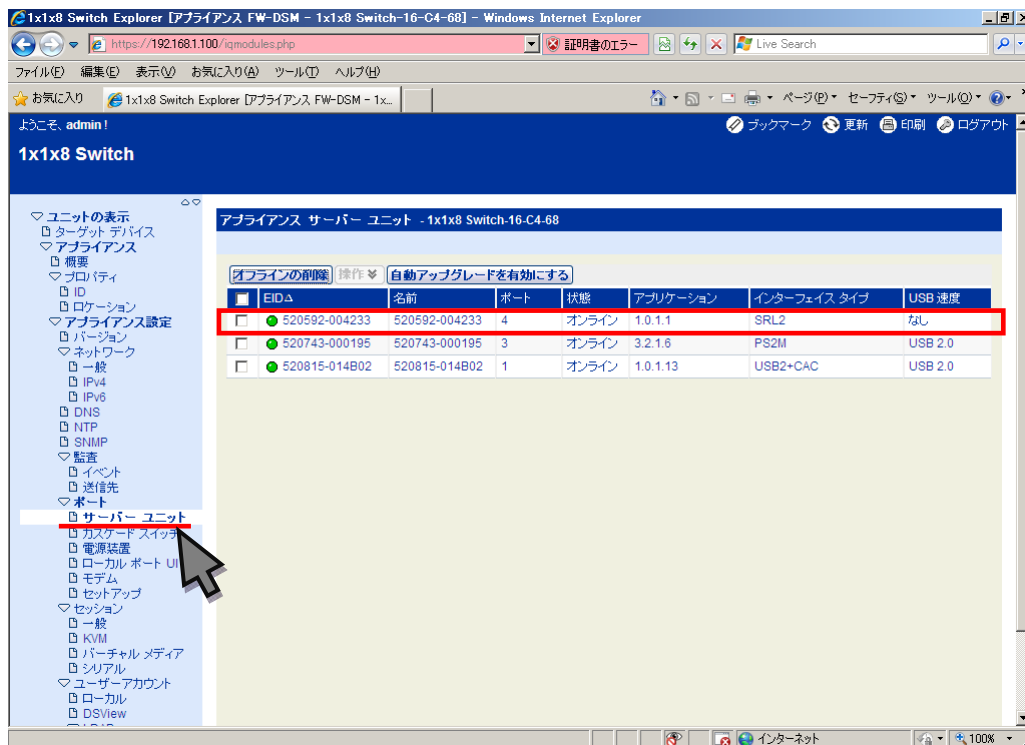 1x1x8 Switch Explorer [アプライアンス FW-DSM - 1x1x8 Switch-16-C4-68] - Windows Internet Explorer
https://192.168.1.100/iqmodules.php
証明書のエラー
Live Search
ファイル(F) 編集(E) 表示(V) お気に入り(A) ツール(T) ヘルプ(H)
お気に入り
1x1x8 Switch Explorer [アプライアンス FW-DSM - 1x...
ページ(P) セーフティ(S) ツール(O)
ようこそ、admin !
ブックマーク 更新 印刷 ログアウト
1x1x8 Switch
ユニットの表示
ターゲット デバイス
アプライアンス
概要
プロパティ
ID
ロケーション
アプライアンス設定
バージョン
ネットワーク
一般
IPv4
IPv6
DNS
NTP
SNMP
監査
イベント
送信先
ポート
サーバー ユニット
カスケード スイッチ
電源装置
ローカル ポート UI
モデム
セットアップ
セッション
一般
KVM
バーチャル メディア
シリアル
ユーザーアカウント
ローカル
DSView
アプライアンス サーバー ユニット - 1x1x8 Switch-16-C4-68
オフラインの削除 操作 自動アップグレードを有効にする
EID 名前 ポート 状態 アプリケーション インターフェイス タイプ USB 速度
520592-004233 520592-004233 4 オンライン 1.0.1.1 SRL2 なし
520743-000195 520743-000195 3 オンライン 3.2.1.6 PS2M USB 2.0
520815-014B02 520815-014B02 1 オンライン 1.0.1.13 USB2+CAC USB 2.0
インターネット
100%